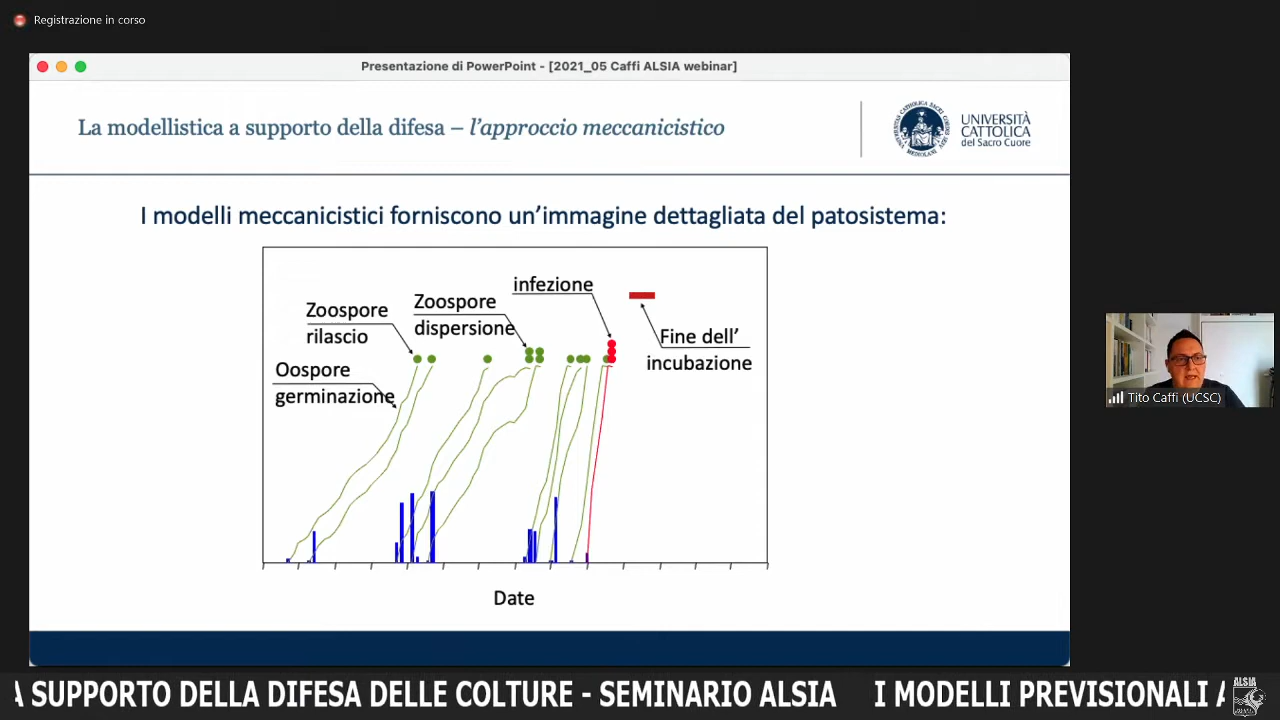 Registrazione in corso
Presentazione di PowerPoint - [2021_05 Caffi ALSIA webinar]
La modellistica a supporto della difesa – l’approccio meccanicistico
UNIVERSITÀ
CATTOLICA
del Sacro Cuore
I modelli meccanicistici forniscono un’immagine dettagliata del patosistema:
infezione
Zoospore
dispersione
Zoospore
rilascio
Fine dell’
incubazione
Oospore
germinazione
Date
Tito Caffi (UCSC)
A SUPPORTO DELLA DIFESA DELLE COLTURE - SEMINARIO ALSIA I MODELLI PREVISIONALI A
ALSIA